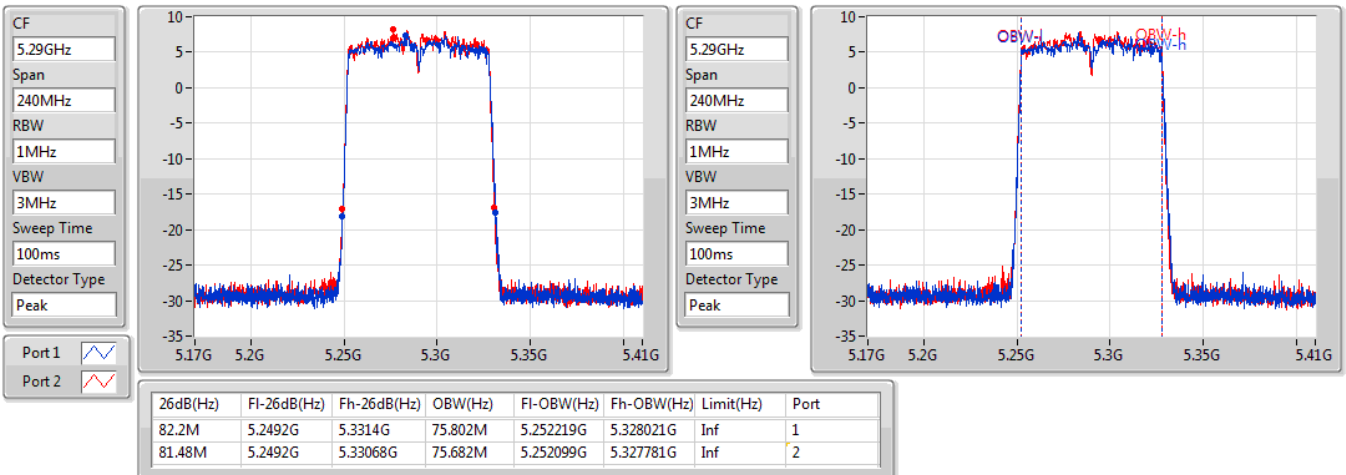 CF
5.29GHz
Span
240MHz
RBW
1MHz
VBW
3MHz
Sweep Time
100ms
Detector Type
Peak
Port 1
Port 2
10
5
0
-5
-10
-15
-20
-25
-30
-35
5.17G 5.2G 5.25G 5.3G 5.35G 5.41G
CF
5.29GHz
Span
240MHz
RBW
1MHz
VBW
3MHz
Sweep Time
100ms
Detector Type
Peak
10
5
0
-5
-10
-15
-20
-25
-30
-35
OBW-l OBW-h
OBW-h
5.17G 5.2G 5.25G 5.3G 5.35G 5.41G
26dB(Hz) Fl-26dB(Hz) Fh-26dB(Hz) OBW(Hz) Fl-OBW(Hz) Fh-OBW(Hz) Limit(Hz) Port
82.2M 5.2492G 5.3314G 75.802M 5.252219G 5.328021G Inf 1
81.48M 5.2492G 5.33068G 75.682M 5.252099G 5.327781G Inf 2